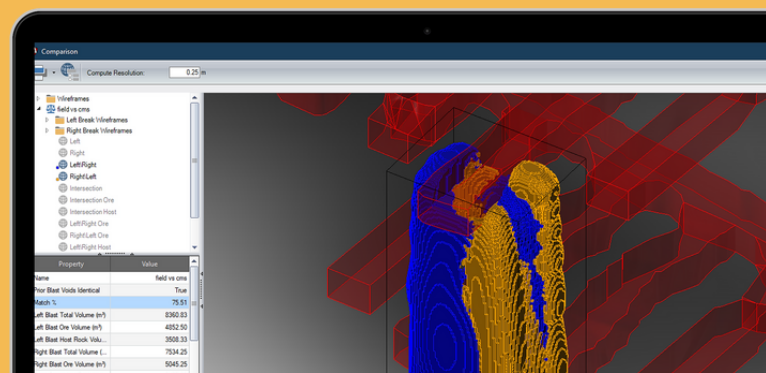 Comparison
Compute Resolution: 0.25 m
Wireframes
field vs cms
Left Break Wireframes
Right Break Wireframes
Left
Right
Left\Right
Right\Left
Intersection
Intersection Ore
Intersection Host
Left\Right Ore
Right\Left Ore
Left\Right Host
Property Value
Name field vs cms
Prior Blast Voids Identical True
Match % 75.51
Left Blast Total Volume (m³) 8360.83
Left Blast Ore Volume (m³) 4852.50
Left Blast Host Rock Volu... 3508.33
Right Blast Total Volume (... 7534.25
Right Blast Ore Volume (m³) 5045.25